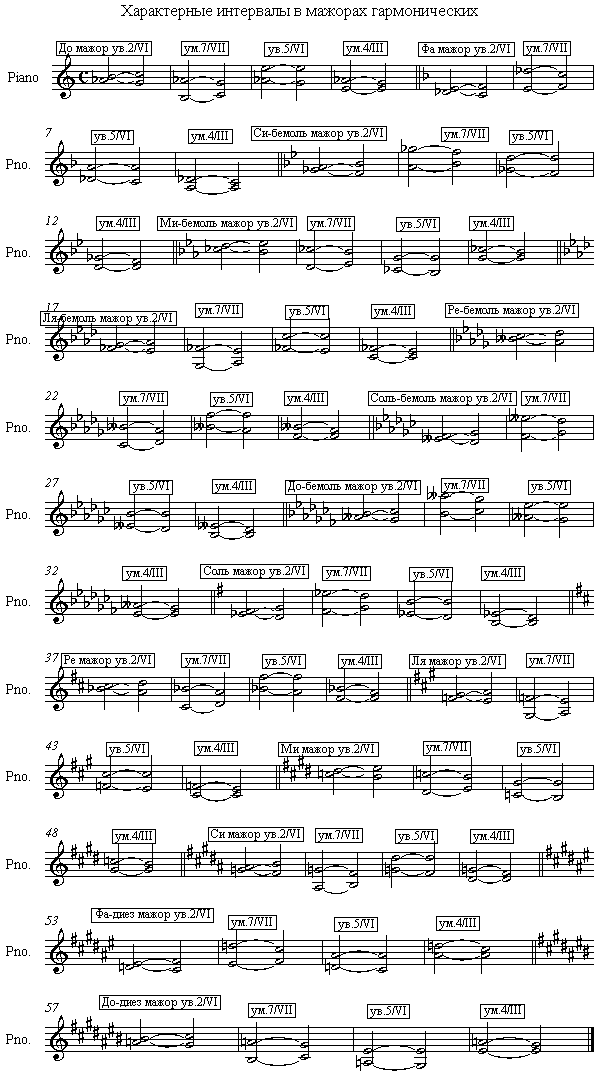 Характерные интервалы в мажорах гармонических
До мажор ув.2/VI ум.7/VII ув.5/VI ум.4/III Фа мажор ув.2/VI ум.7/VII
Piano
7 ув.5/VI ум.4/III Си-бемоль мажор ув.2/VI ум.7/VII ув.5/VI
Pno.
12 ум.4/III Ми-бемоль мажор ув.2/VI ум.7/VII ув.5/VI ум.4/III
Pno.
17 Ля-бемоль мажор ув.2/VI ум.7/VII ув.5/VI ум.4/III Ре-бемоль мажор ув.2/VI
Pno.
22 ум.7/VII ув.5/VI ум.4/III Соль-бемоль мажор ув.2/VI ум.7/VII
Pno.
27 ув.5/VI ум.4/III До-бемоль мажор ув.2/VI ум.7/VII ув.5/VI
Pno.
32 ум.4/III Соль мажор ув.2/VI ум.7/VII ув.5/VI ум.4/III
Pno.
37 Ре мажор ув.2/VI ум.7/VII ув.5/VI ум.4/III Ля мажор ув.2/VI ум.7/VII
Pno.
43 ув.5/VI ум.4/III Ми мажор ув.2/VI ум.7/VII ув.5/VI
Pno.
48 ум.4/III Си мажор ув.2/VI ум.7/VII ув.5/VI ум.4/III
Pno.
53 Фа-диез мажор ув.2/VI ум.7/VII ув.5/VI ум.4/III
Pno.
57 До-диез мажор ув.2/VI ум.7/VII ув.5/VI ум.4/III
Pno.